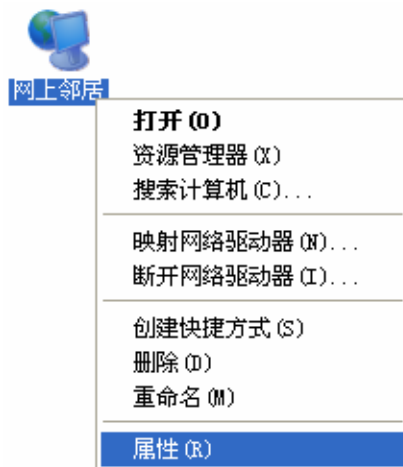 网上邻居
打开(O)
资源管理器(X)
搜索计算机(C)...
映射网络驱动器(N)...
断开网络驱动器(I)...
创建快捷方式(S)
删除(D)
重命名(M)
属性(R)